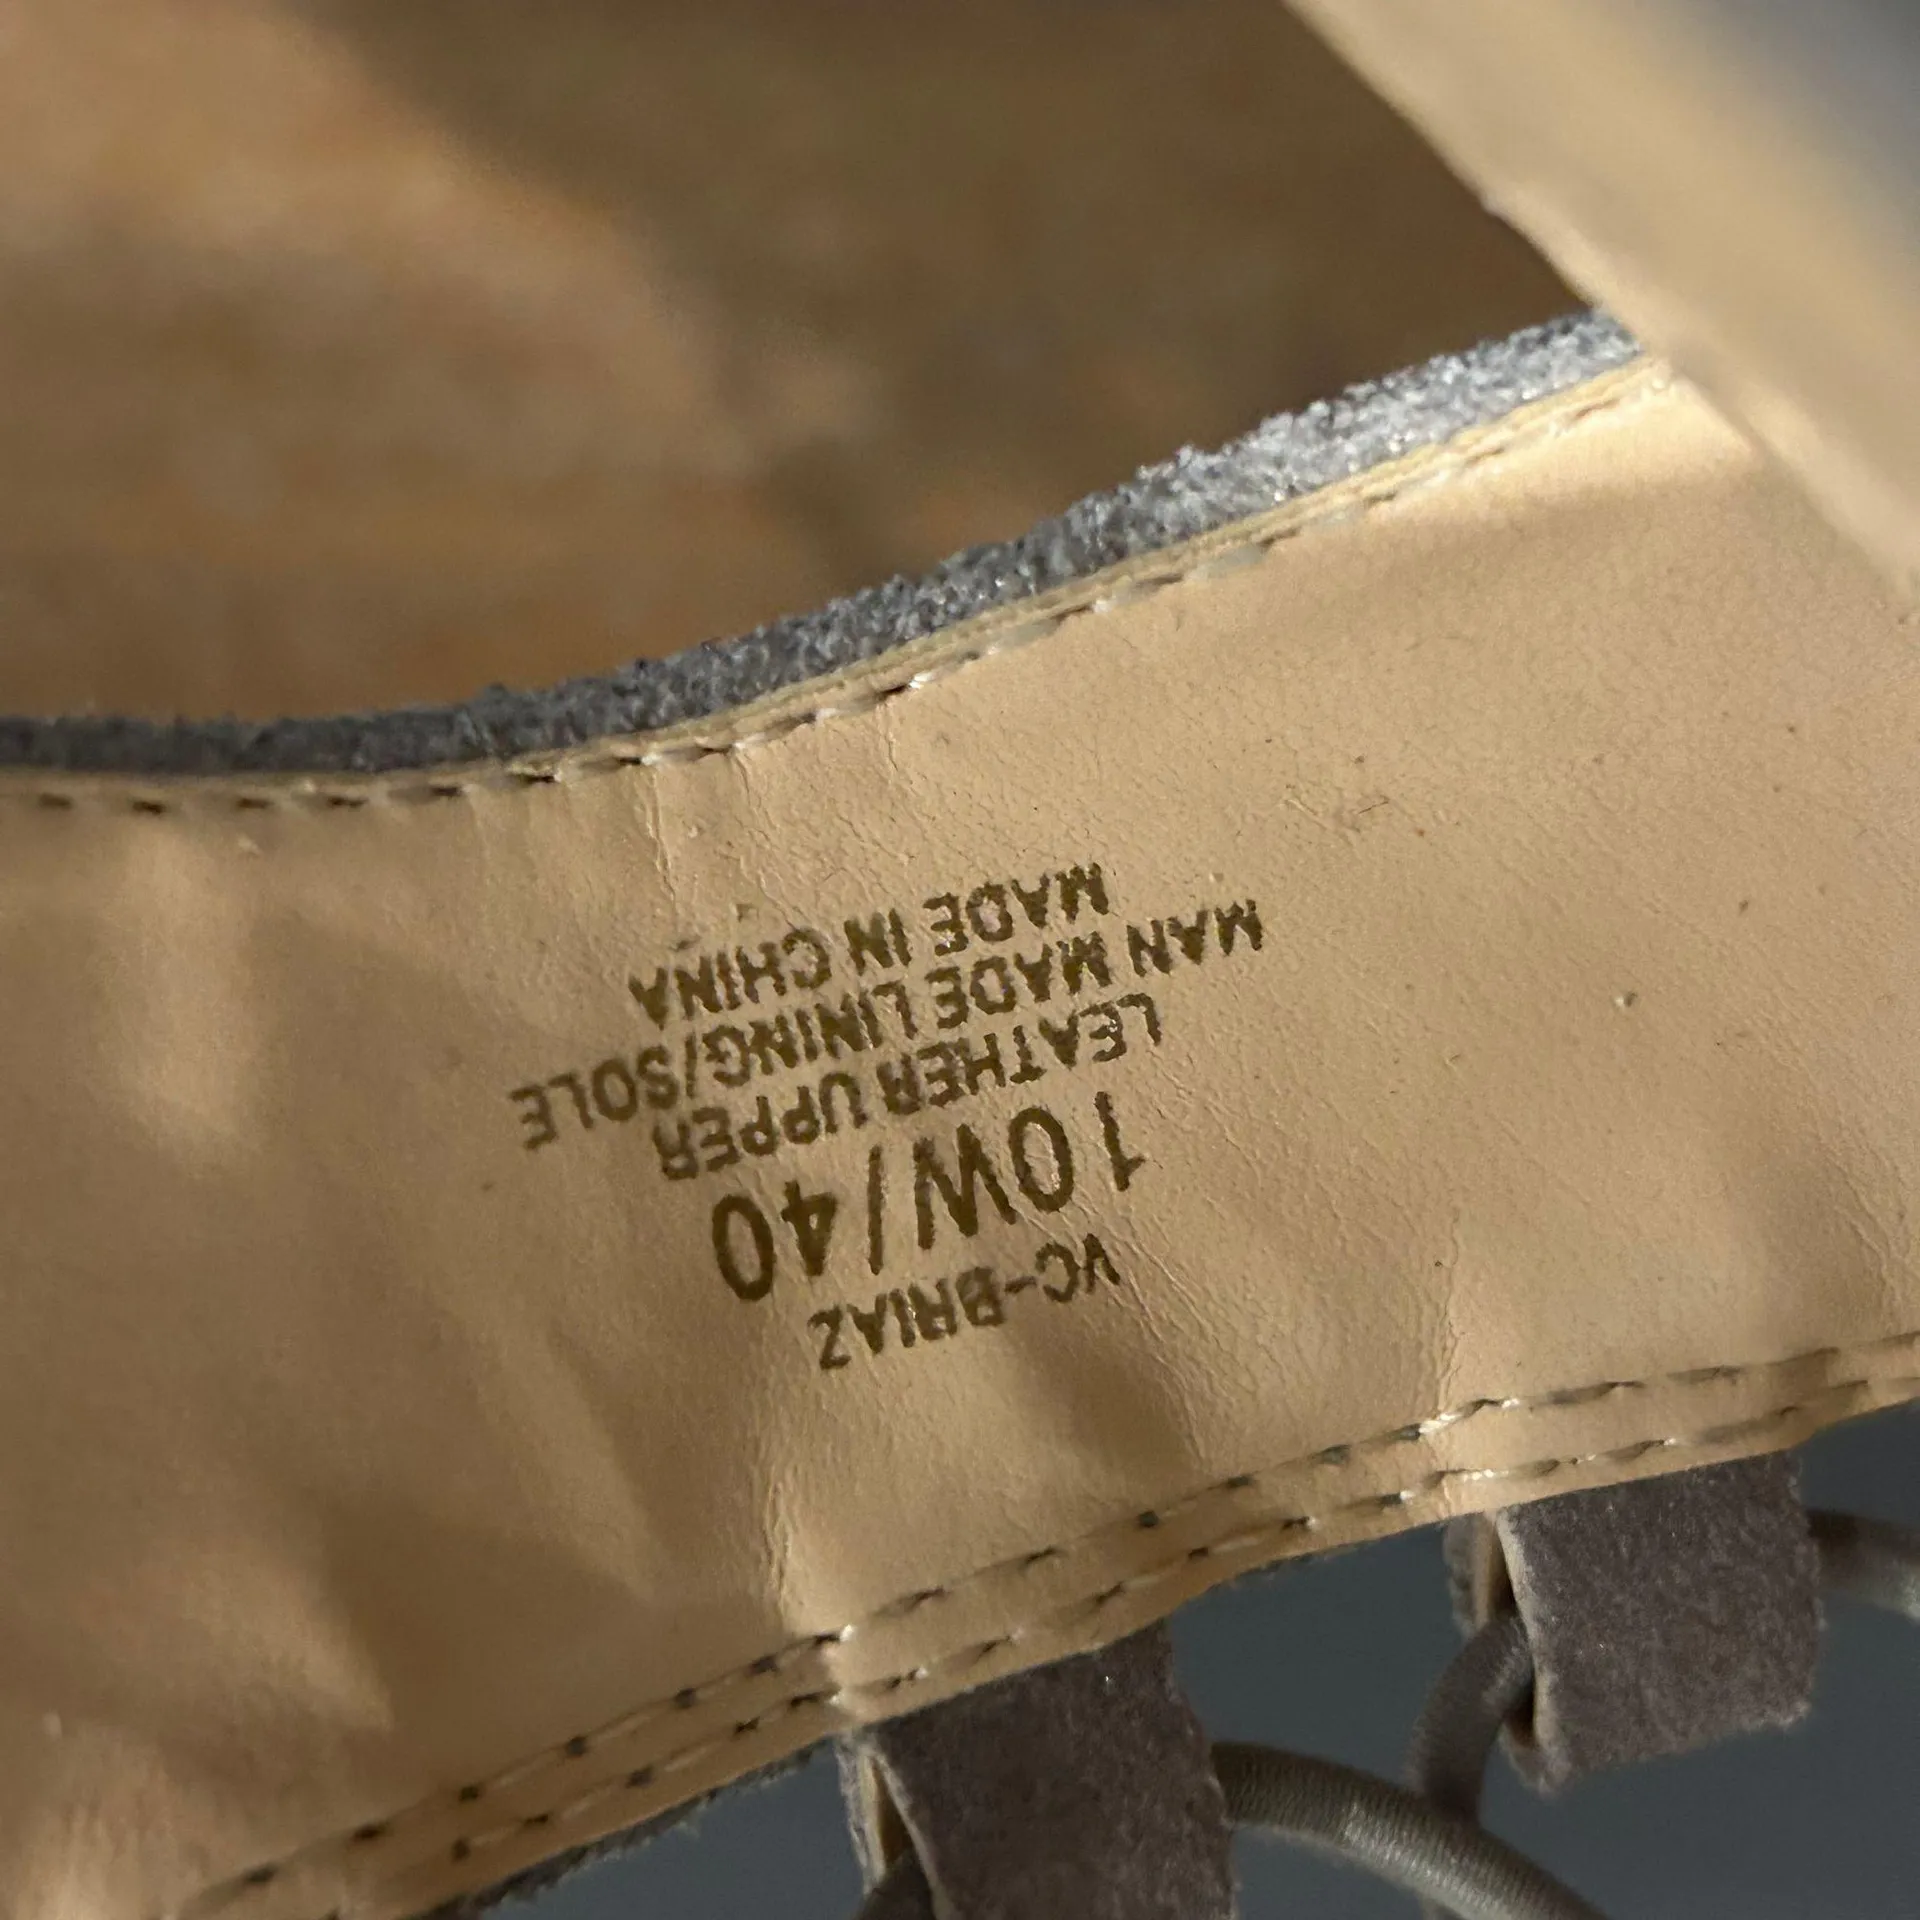 VC-BRIAZ
10W/40
LEATHER UPPER
MAN MADE LINING/SOLE
MADE IN CHINA